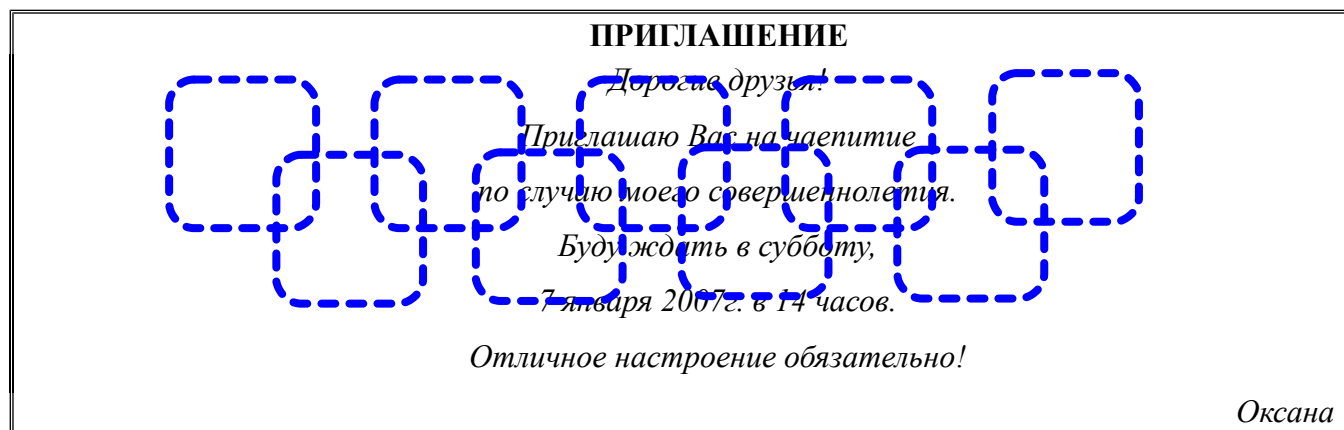 ПРИГЛАШЕНИЕ
Дорогие друзья!
Приглашаю Вас на чаепитие
по случаю моего совершеннолетия.
Буду ждать в субботу,
7 января 2007г. в 14 часов.
Отличное настроение обязательно!
Оксана